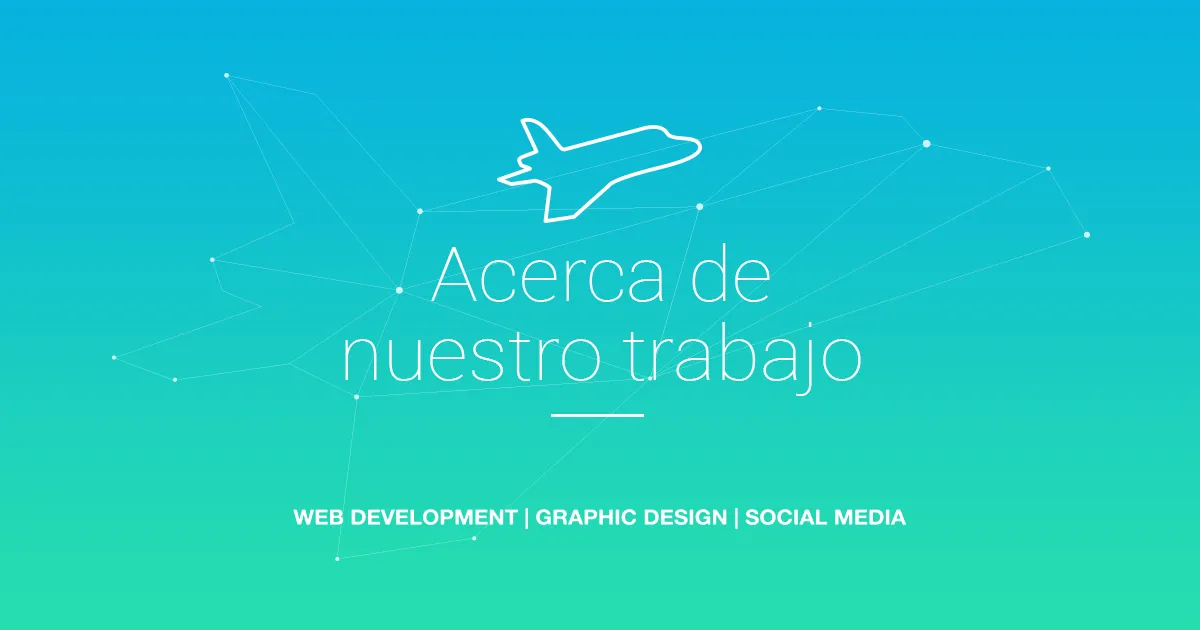 Acerca de
nuestro trabajo
WEB DEVELOPMENT | GRAPHIC DESIGN | SOCIAL MEDIA